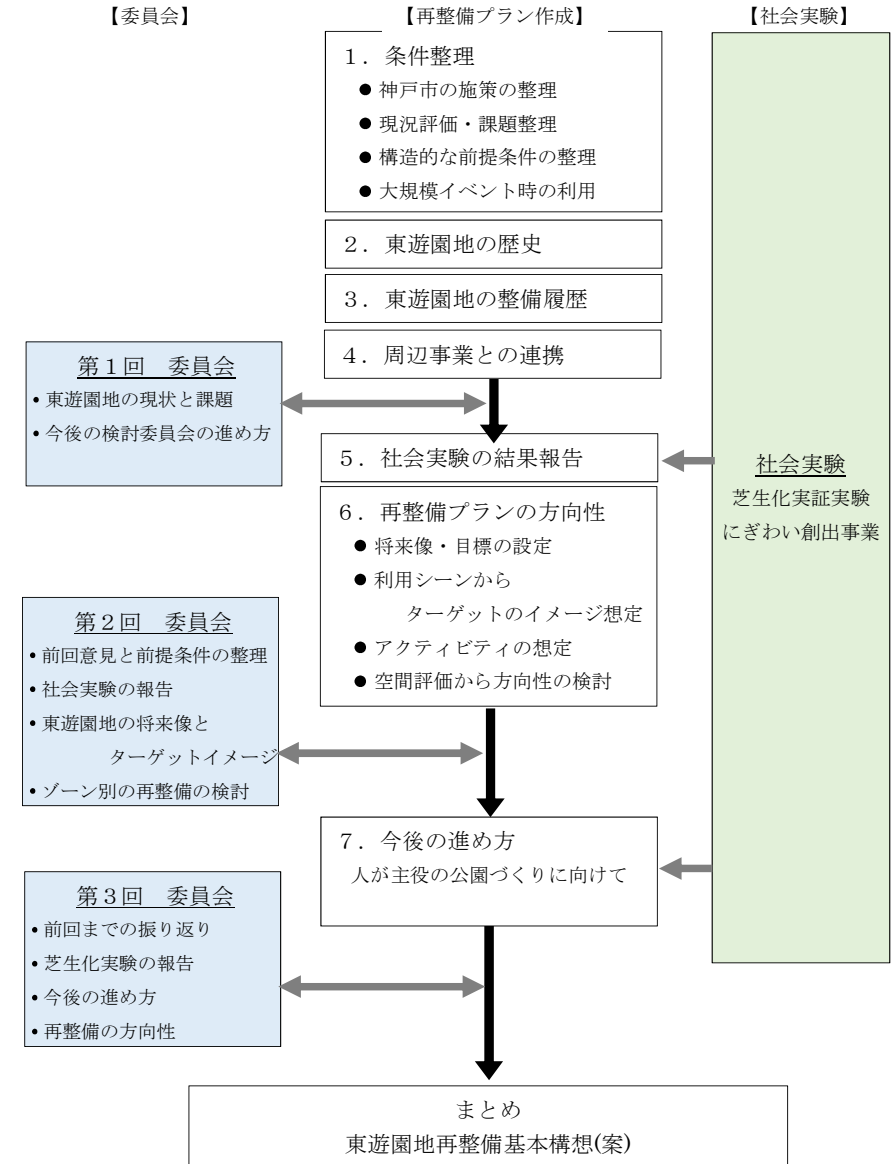 【委員会】
【再整備プラン作成】
【社会実験】
１．条件整理
● 神戸市の施策の整理
● 現況評価・課題整理
● 構造的な前提条件の整理
● 大規模イベント時の利用
２．東遊園地の歴史
３．東遊園地の整備履歴
４．周辺事業との連携
第１回　委員会
• 東遊園地の現状と課題
• 今後の検討委員会の進め方
５．社会実験の結果報告
社会実験
芝生化実証実験
にぎわい創出事業
６．再整備プランの方向性
● 将来像・目標の設定
● 利用シーンから
ターゲットのイメージ想定
● アクティビティの想定
● 空間評価から方向性の検討
第２回　委員会
• 前回意見と前提条件の整理
• 社会実験の報告
• 東遊園地の将来像と
ターゲットイメージ
• ゾーン別の再整備の検討
７．今後の進め方
人が主役の公園づくりに向けて
第３回　委員会
• 前回までの振り返り
• 芝生化実験の報告
• 今後の進め方
• 再整備の方向性
まとめ
東遊園地再整備基本構想(案)